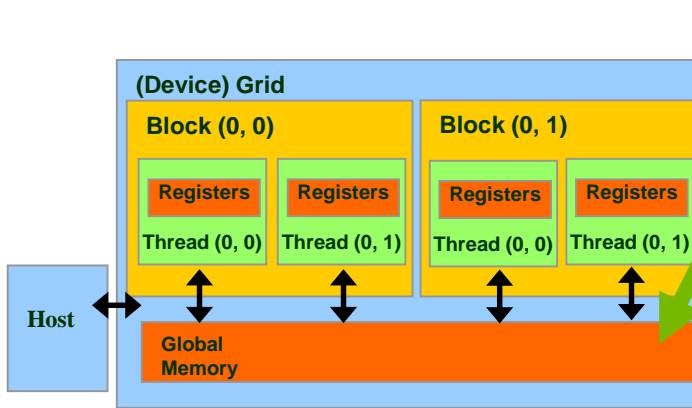 (Device) Grid
Block (0, 0)
Block (0, 1)
Registers
Registers
Registers
Registers
Thread (0, 0)
Thread (0, 1)
Thread (0, 0)
Thread (0, 1)
Host
Global
Memory